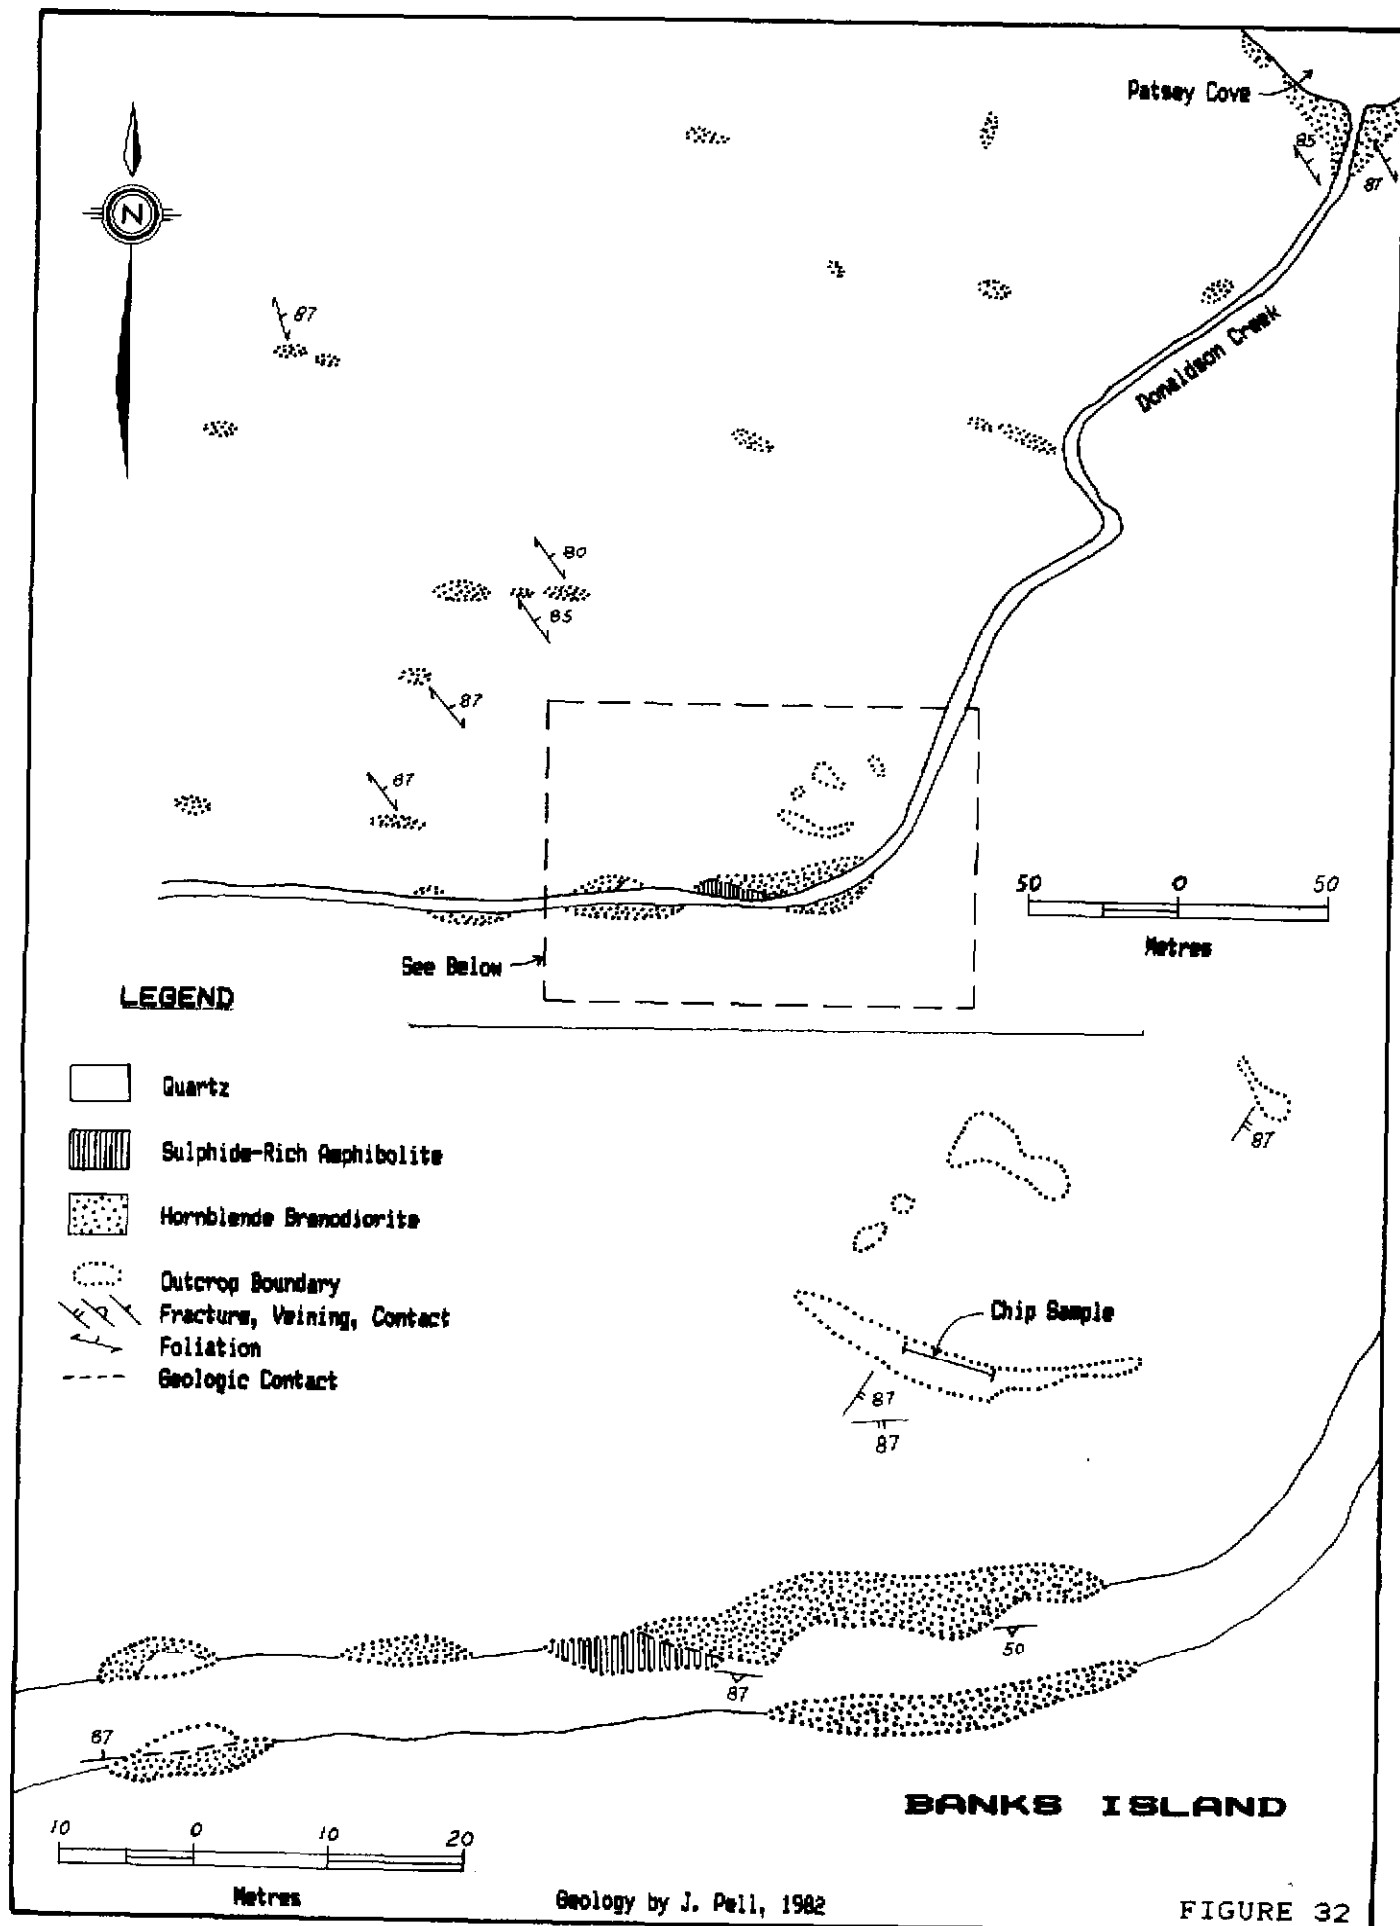 Patsey Cove
85
87
N
87
Donaldson Creek
80
85
87
87
50 0 50
Metres
See Below
LEGEND
Quartz
Sulphide-Rich Amphibolite
Hornblende Granodiorite
Outcrop Boundary
Fracture, Veining, Contact
Foliation
Geologic Contact
87
Chip Sample
87
87
50
87
67
BANKS ISLAND
10 0 10 20
Metres
Geology by J. Pell, 1982
FIGURE 32